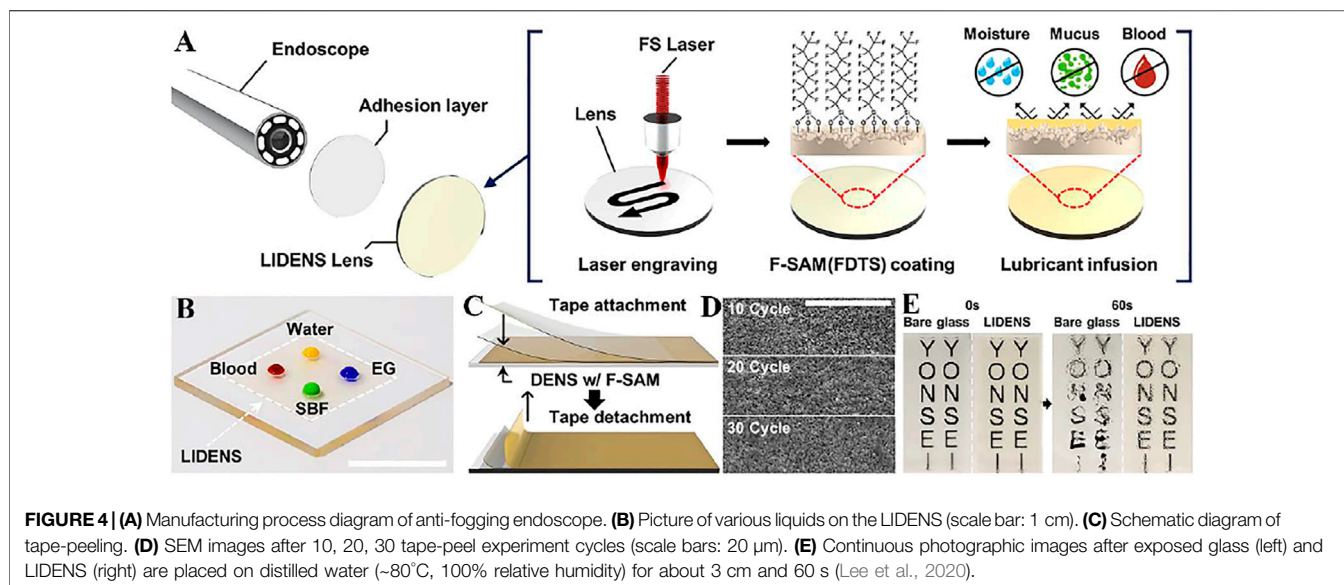 A
Endoscope
Adhesion layer
LIDENS Lens
FS Laser
Lens
Laser engraving
F-SAM(FDTS) coating
Moisture Mucus Blood
Lubricant infusion
B
Water
Blood
EG
SBF
LIDENS
C
Tape attachment
DENS w/ F-SAM
Tape detachment
D
10 Cycle
20 Cycle
30 Cycle
E
0s 60s
Bare glass LIDENS Bare glass LIDENS
Y Y Y Y Y Y Y Y
O O O O O O O O
N N N N N N N N
S S S S S S S S
E E E E E E E E
I I I I I I I I
FIGURE 4 | (A) Manufacturing process diagram of anti-fogging endoscope. (B) Picture of various liquids on the LIDENS (scale bar: 1 cm). (C) Schematic diagram of
tape-peeling. (D) SEM images after 10, 20, 30 tape-peel experiment cycles (scale bars: 20 μm). (E) Continuous photographic images after exposed glass (left) and
LIDENS (right) are placed on distilled water (~80°C, 100% relative humidity) for about 3 cm and 60 s (Lee et al., 2020).